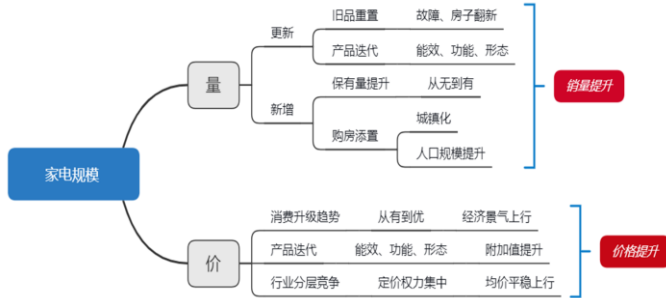 家电规模
量
更新
旧品重置 故障、房子翻新
产品迭代 能效、功能、形态
新增
保有量提升 从无到有
购房添置
城镇化
人口规模提升
销量提升
价
消费升级趋势 从有到优 经济景气上行
产品迭代 能效、功能、形态 附加值提升
行业分层竞争 定价权力集中 均价平稳上行
价格提升